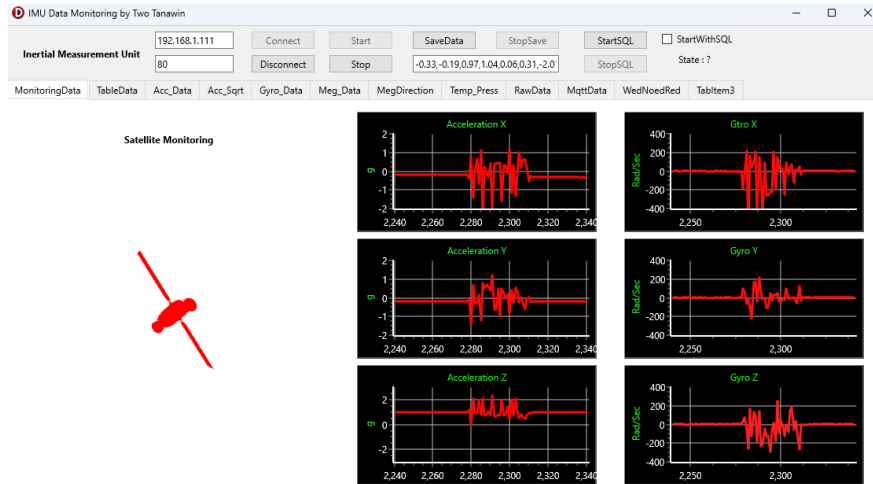 IMU Data Monitoring by Two Tanawin
Inertial Measurement Unit
192.168.1.111 Connect Start SaveData StopSave StartSQL StartWithSQL
80 Disconnect Stop -0.33,-0.19,0.97,1.04,0.06,0.31,-2.0 StopSQL State : ?
MonitoringData TableData Acc_Data Acc_Sqrt Gyro_Data Meg_Data MegDirection Temp_Press RawData MqttData WedNoedRed TabItem3
Satellite Monitoring
Acceleration X
g
2
1
0
-1
-2
2,240 2,260 2,280 2,300 2,320 2,340
Gtro X
Rad/Sec
400
200
0
-200
-400
2,250 2,300
Acceleration Y
g
2
1
0
-1
-2
2,240 2,260 2,280 2,300 2,320 2,340
Gyro Y
Rad/Sec
400
200
0
-200
-400
2,250 2,300
Acceleration Z
g
2
0
-2
2,240 2,260 2,280 2,300 2,320 2,34
Gyro Z
Rad/Sec
400
200
0
-200
-400
2,250 2,300